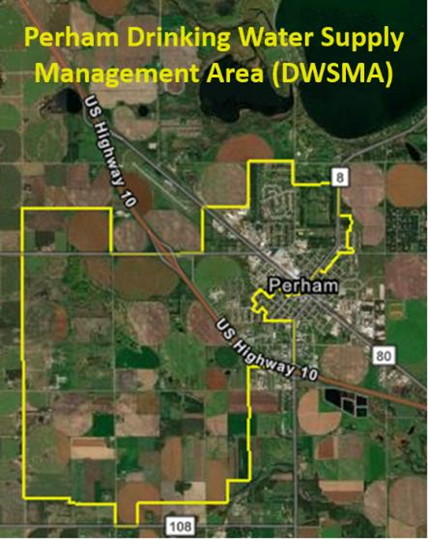 Perham Drinking Water Supply
Management Area (DWSMA)
US Highway 10
8
Perham
US Highway 10
80
108